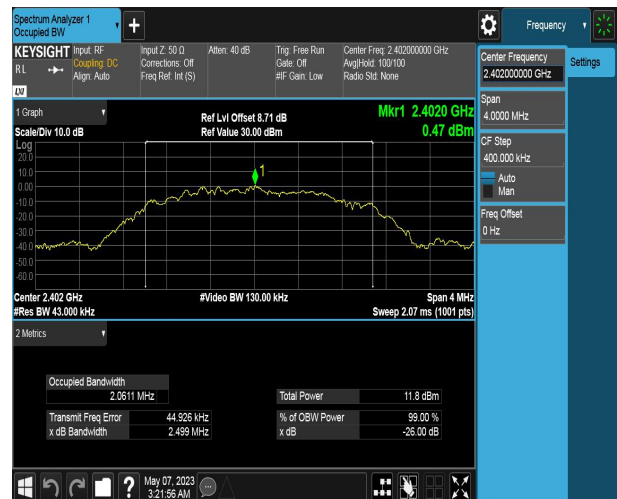 Spectrum Analyzer 1
Occupied BW
Frequency
KEYSIGHT
RL
LXI
Input: RF
Coupling: DC
Align: Auto
Input Z: 50 Ω
Corrections: Off
Freq Ref: Int (S)
Atten: 40 dB
Trig: Free Run
Gate: Off
#IF Gain: Low
Center Freq: 2.402000000 GHz
Avg|Hold: 100/100
Radio Std: None
Center Frequency
2.402000000 GHz
Settings
Span
4.0000 MHz
CF Step
400.000 kHz
Auto
Man
Freq Offset
0 Hz
1 Graph
Scale/Div 10.0 dB
Ref Lvl Offset 8.71 dB
Ref Value 30.00 dBm
Mkr1 2.4020 GHz
0.47 dBm
Log
20.0
10.0
0.00
-10.0
-20.0
-30.0
-40.0
-50.0
-60.0
1
Center 2.402 GHz
#Res BW 43.000 kHz
#Video BW 130.00 kHz
Span 4 MHz
Sweep 2.07 ms (1001 pts)
2 Metrics
Occupied Bandwidth
2.0611 MHz
Total Power 11.8 dBm
Transmit Freq Error 44.926 kHz
% of OBW Power 99.00 %
x dB Bandwidth 2.499 MHz
x dB -26.00 dB
?
May 07, 2023
3:21:56 AM